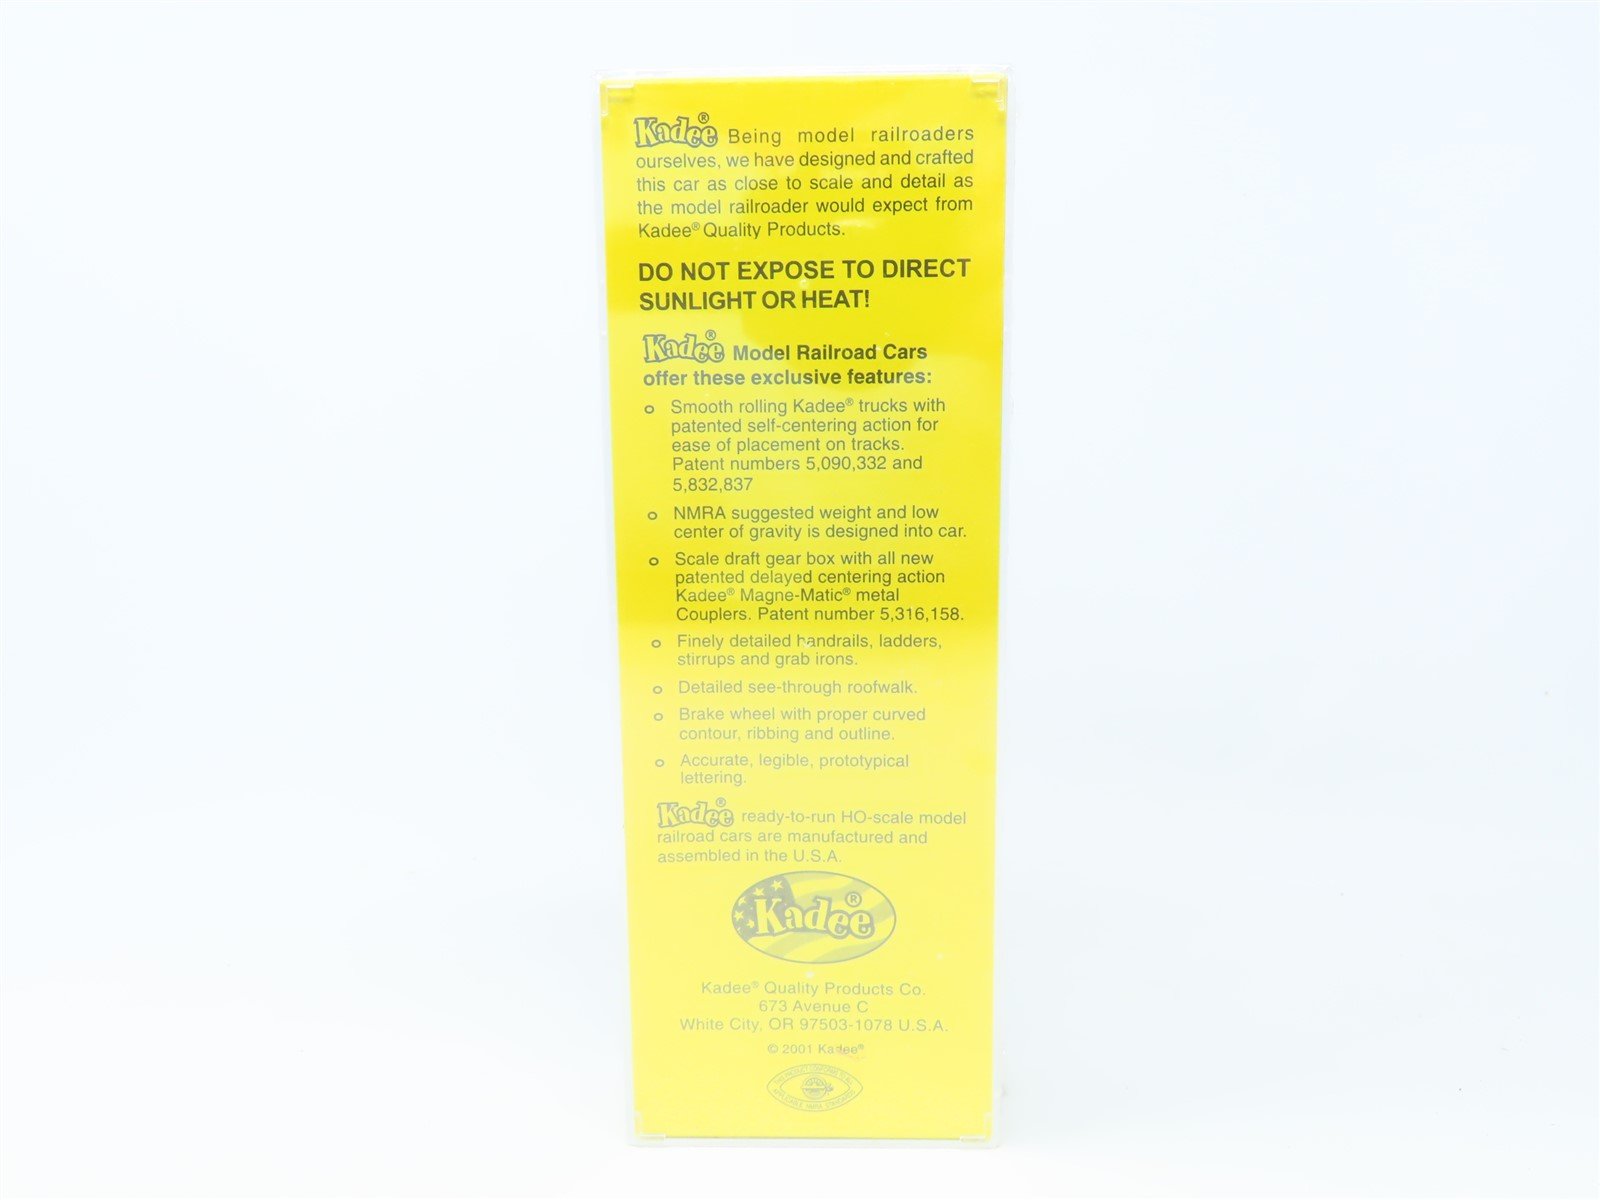 Kadee® Being model railroaders
ourselves, we have designed and crafted
this car as close to scale and detail as
the model railroader would expect from
Kadee® Quality Products.
DO NOT EXPOSE TO DIRECT
SUNLIGHT OR HEAT!
Kadee® Model Railroad Cars
offer these exclusive features:
o Smooth rolling Kadee® trucks with
patented self-centering action for
ease of placement on tracks.
Patent numbers 5,090,332 and
5,832,837
o NMRA suggested weight and low
center of gravity is designed into car.
o Scale draft gear box with all new
patented delayed centering action
Kadee® Magne-Matic® metal
Couplers. Patent number 5,316,158.
o Finely detailed handrails, ladders,
stirrups and grab irons.
o Detailed see-through roofwalk.
o Brake wheel with proper curved
contour, ribbing and outline.
o Accurate, legible, prototypical
lettering.
Kadee® ready-to-run HO-scale model
railroad cars are manufactured and
assembled in the U.S.A.
Kadee®
Kadee® Quality Products Co.
673 Avenue C
White City, OR 97503-1078 U.S.A.
© 2001 Kadee®
THIS PRODUCT CONFORMS TO ALL
APPLICABLE NMRA STANDARDS